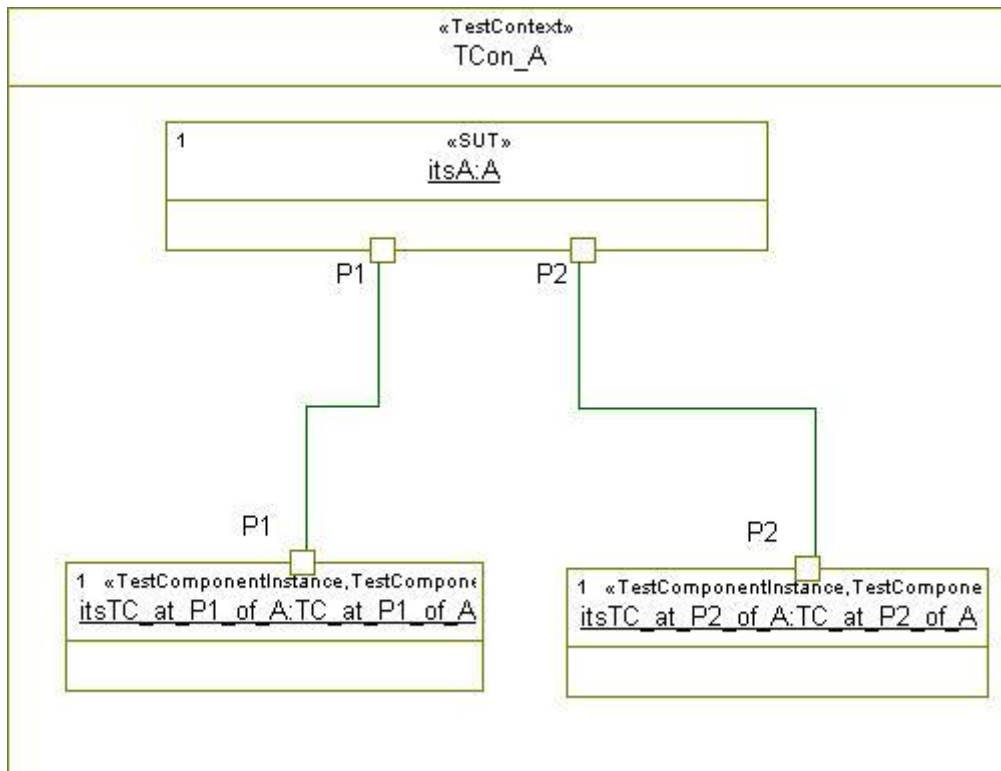 «TestContext»
TCon_A
1 «SUT»
itsA:A
P1 P2
P1 P2
1 «TestComponentInstance,TestCompone
itsTC_at_P1_of_A:TC_at_P1_of_A
1 «TestComponentInstance,TestCompone
itsTC_at_P2_of_A:TC_at_P2_of_A